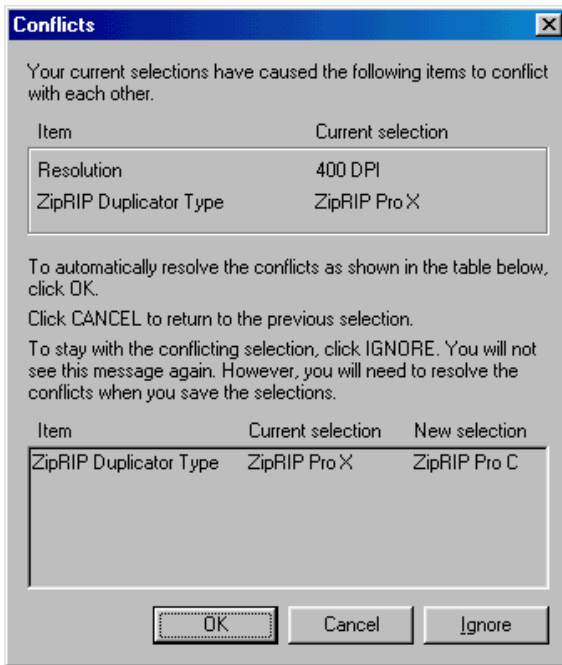 Conflicts
Your current selections have caused the following items to conflict
with each other.
Item Current selection
Resolution 400 DPI
ZipRIP Duplicator Type ZipRIP Pro X
To automatically resolve the conflicts as shown in the table below,
click OK.
Click CANCEL to return to the previous selection.
To stay with the conflicting selection, click IGNORE. You will not
see this message again. However, you will need to resolve the
conflicts when you save the selections.
Item Current selection New selection
ZipRIP Duplicator Type ZipRIP Pro X ZipRIP Pro C
OK Cancel Ignore